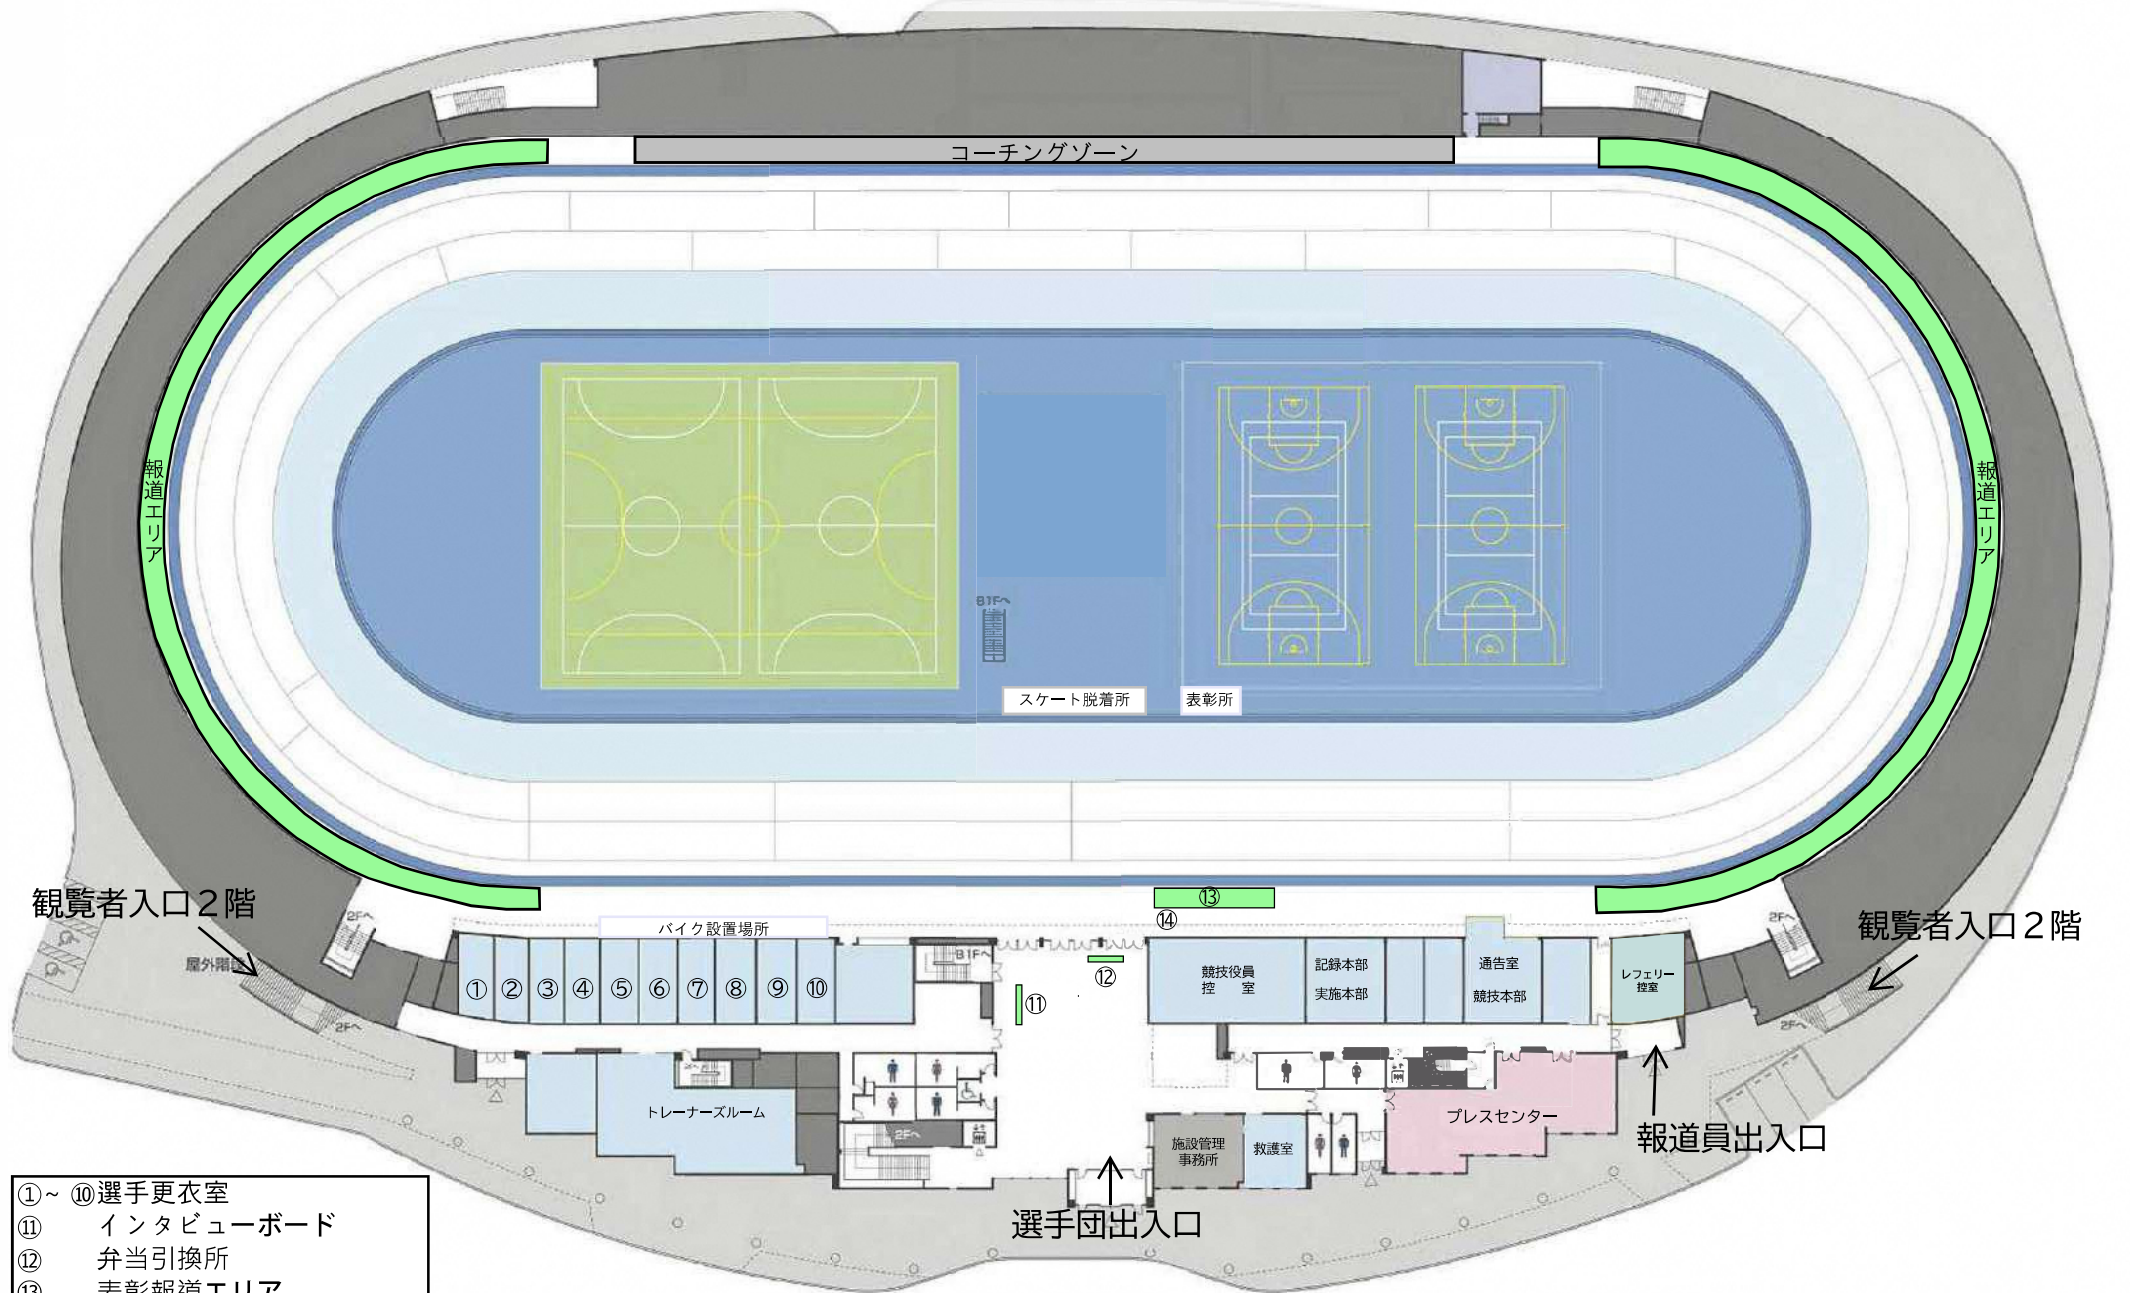 コーチングゾーン
報道エリア
報道エリア
B1Fへ
スケート脱着所
表彰所
観覧者入口２階
2Fへ
屋外階段
2Fへ
バイク設置場所
⑬
⑭
2Fへ
観覧者入口２階
2Fへ
① ② ③ ④ ⑤ ⑥ ⑦ ⑧ ⑨ ⑩
B1Fへ
⑪
⑫
競技役員
控　室
記録本部
実施本部
通告室
競技本部
レフェリー
控室
トレーナーズルーム
2Fへ
施設管理
事務所
救護室
プレスセンター
報道員出入口
選手団出入口
①~ ⑩選手更衣室
⑪ インタビューボード
⑫ 弁当引換所
⑬ 表彰報道エリア